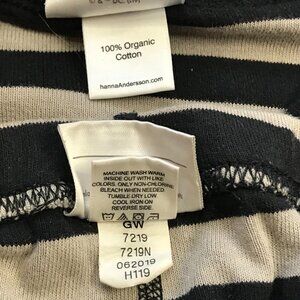 100% Organic
Cotton
hannaAndersson.com
MACHINE WASH WARM
INSIDE OUT WITH LIKE
COLORS. ONLY NON-CHLORINE
BLEACH WHEN NEEDED.
TUMBLE DRY LOW.
COOL IRON ON
REVERSE SIDE.
GW
7219
7219N
062019
H119